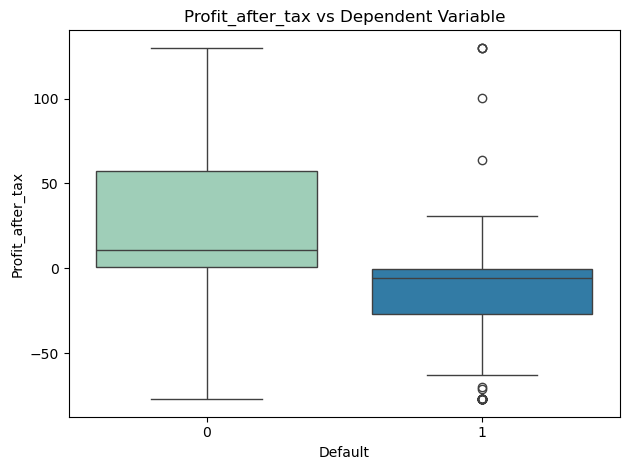 Profit_after_tax vs Dependent Variable
Profit_after_tax
100
50
0
−50
0
1
Default